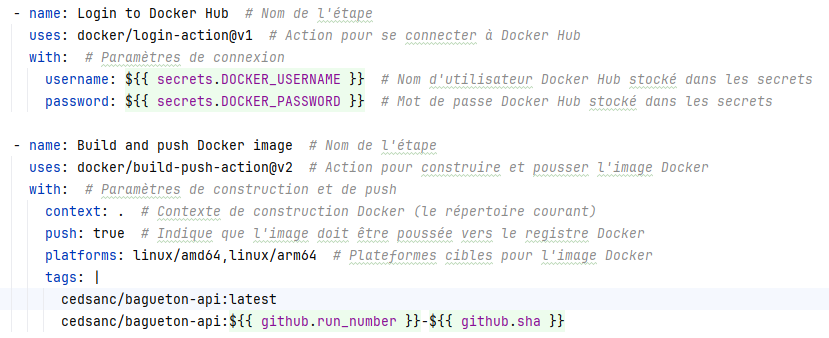 - name: Login to Docker Hub  # Nom de l'étape
  uses: docker/login-action@v1  # Action pour se connecter à Docker Hub
  with:  # Paramètres de connexion
    username: ${{ secrets.DOCKER_USERNAME }}  # Nom d'utilisateur Docker Hub stocké dans les secrets
    password: ${{ secrets.DOCKER_PASSWORD }}  # Mot de passe Docker Hub stocké dans les secrets

- name: Build and push Docker image  # Nom de l'étape
  uses: docker/build-push-action@v2  # Action pour construire et pousser l'image Docker
  with:  # Paramètres de construction et de push
    context: .  # Contexte de construction Docker (le répertoire courant)
    push: true  # Indique que l'image doit être poussée vers le registre Docker
    platforms: linux/amd64,linux/arm64  # Plateformes cibles pour l'image Docker
    tags: |
      cedsanc/bagueton-api:latest
      cedsanc/bagueton-api:${{ github.run_number }}-${{ github.sha }}